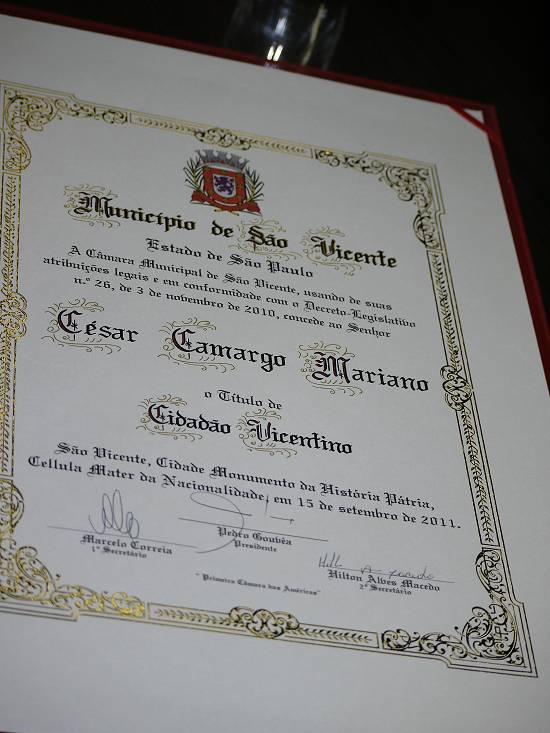 Município de São Vicente
Estado de São Paulo
A Câmara Municipal de São Vicente, usando de suas
atribuições legais e em conformidade com o Decreto-Legislativo
n.º 26, de 3 de novembro de 2010, concede ao Senhor
César Camargo Mariano
o Título de
Cidadão Vicentino
São Vicente, Cidade Monumento da História Pátria,
Cellula Mater da Nacionalidade, em 15 de setembro de 2011.
Marcelo Correia
1º Secretário
Pedro Gouvêa
Presidente
Hilton Alves Macedo
2º Secretário
"Primeira Câmara das Américas"